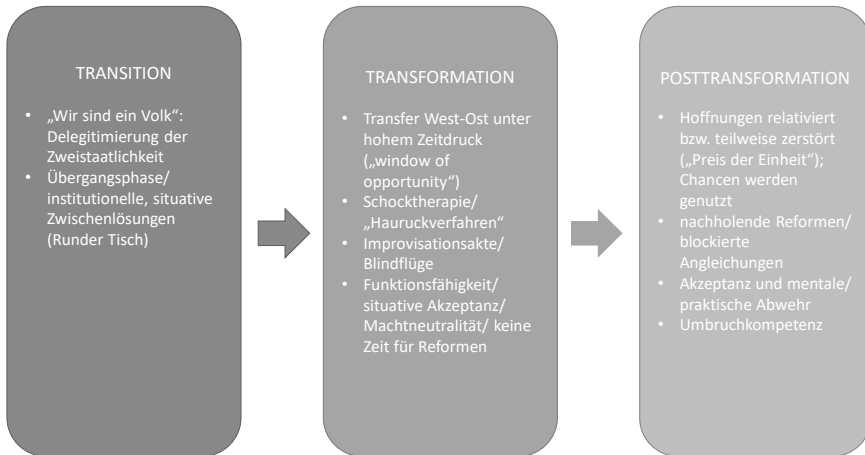 TRANSITION
• „Wir sind ein Volk“:
Delegitimierung der
Zweistaatlichkeit
• Übergangsphase/
institutionelle, situative
Zwischenlösungen
(Runder Tisch)
TRANSFORMATION
• Transfer West-Ost unter
hohem Zeitdruck
(„window of
opportunity“)
• Schocktherapie/
„Hauruckverfahren“
• Improvisationsakte/
Blindflüge
• Funktionsfähigkeit/
situative Akzeptanz/
Machtneutralität/ keine
Zeit für Reformen
POSTTRANSFORMATION
• Hoffnungen relativiert
bzw. teilweise zerstört
(„Preis der Einheit“);
Chancen werden
genutzt
• nachholende Reformen/
blockierte
Angleichungen
• Akzeptanz und mentale/
praktische Abwehr
• Umbruchkompetenz